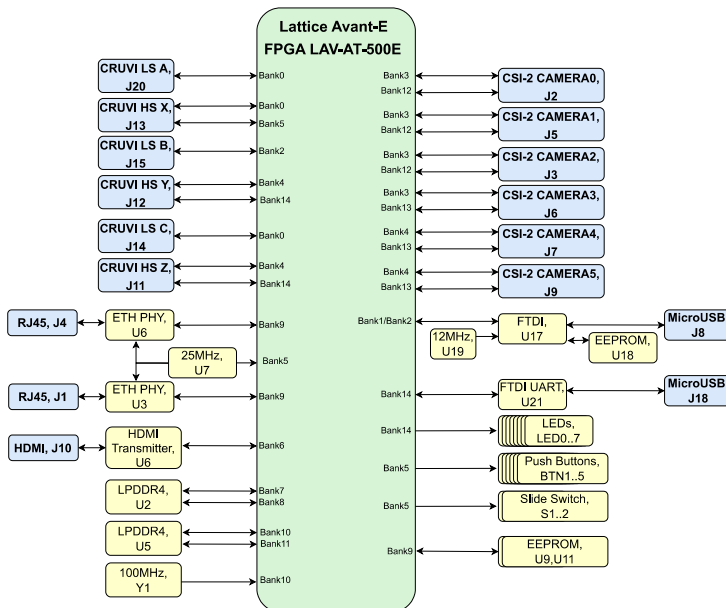 Lattice Avant-E
FPGA LAV-AT-500E
CRUVI LS A,
J20
Bank0
CRUVI HS X,
J13
Bank0
Bank5
CRUVI LS B,
J15
Bank2
CRUVI HS Y,
J12
Bank4
Bank14
CRUVI LS C,
J14
Bank0
CRUVI HS Z,
J11
Bank4
Bank14
RJ45, J4
ETH PHY,
U6
Bank9
25MHz,
U7
Bank5
RJ45, J1
ETH PHY,
U3
Bank9
HDMI, J10
HDMI
Transmitter,
U6
Bank6
LPDDR4,
U2
Bank7
Bank8
LPDDR4,
U5
Bank10
Bank11
100MHz,
Y1
Bank10
Bank3
Bank12
CSI-2 CAMERA0,
J2
Bank3
Bank12
CSI-2 CAMERA1,
J5
Bank3
Bank12
CSI-2 CAMERA2,
J3
Bank3
Bank13
CSI-2 CAMERA3,
J6
Bank4
Bank13
CSI-2 CAMERA4,
J7
Bank4
Bank13
CSI-2 CAMERA5,
J9
Bank1/Bank2
12MHz,
U19
FTDI,
U17
EEPROM,
U18
MicroUSB
J8
Bank14
FTDI UART,
U21
MicroUSB
J18
Bank14
LEDs,
LED0..7
Bank5
Push Buttons,
BTN1..5
Bank5
Slide Switch,
S1..2
Bank9
EEPROM,
U9,U11